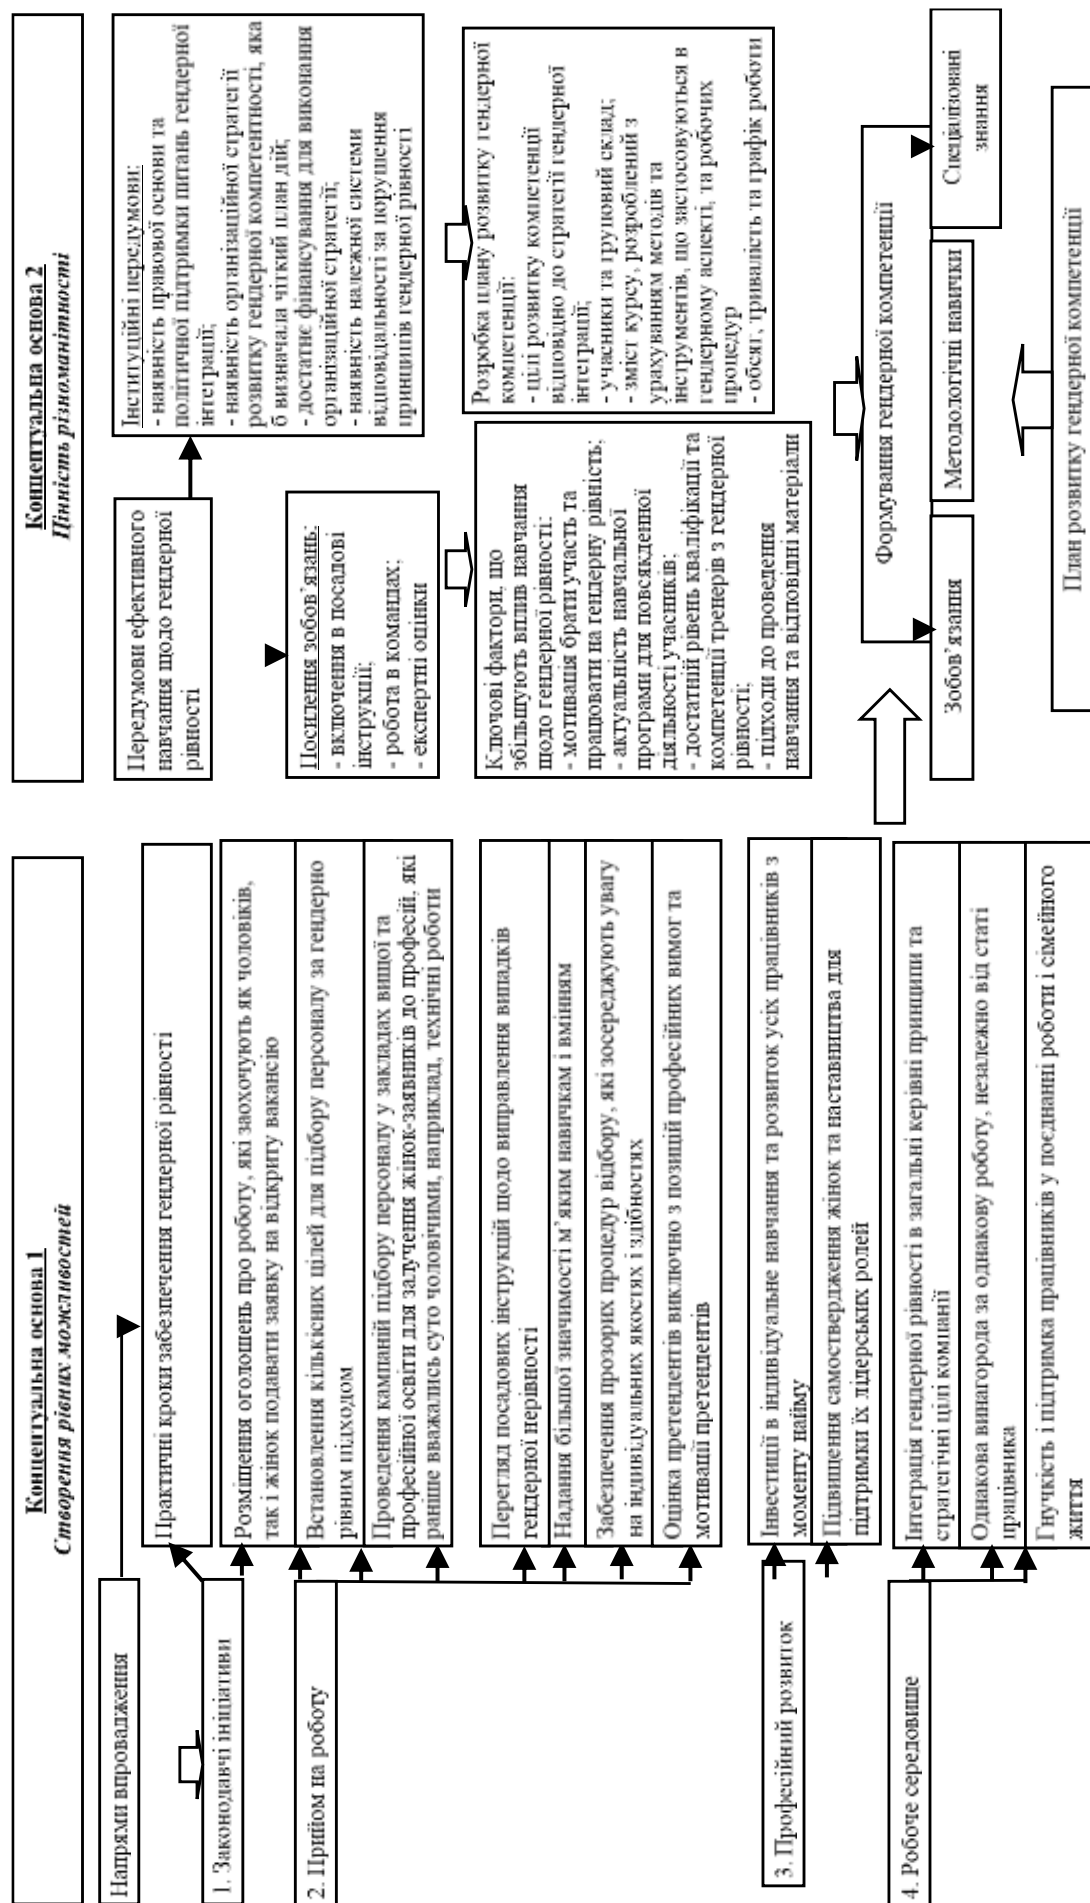 Концептуальна основа 1
Створення рівних можливостей
Напрями впровадження
Практичні кроки забезпечення гендерної рівності
1. Законодавчі ініціативи
2. Прийом на роботу
Розміщення оголошень про роботу, які заохочують як чоловіків,
так і жінок подавати заявку на відкриту вакансію
Встановлення кількісних цілей для підбору персоналу за гендерно
рівним підходом
Проведення кампаній підбору персоналу у закладах вищої та
професійної освіти для залучення жінок-заявників до професій, які
раніше вважались суто чоловічими, наприклад, технічні роботи
Перегляд посадових інструкцій щодо виправлення випадків
гендерної нерівності
Надання більшої значимості м’яким навичкам і вмінням
Забезпечення прозорих процедур відбору, які зосереджують увагу
на індивідуальних якостях і здібностях
Оцінка претендентів виключно з позицій професійних вимог та
мотивації претендентів
3. Професійний розвиток
Інвестиції в індивідуальне навчання та розвиток усіх працівників з
моменту найму
Підвищення самоствердження жінок та наставництва для
підтримки їх лідерських ролей
4. Робоче середовище
Інтеграція гендерної рівності в загальні керівні принципи та
стратегічні цілі компанії
Однакова винагорода за однакову роботу, незалежно від статі
працівника
Гнучкість і підтримка працівників у поєднанні роботи і сімейного
життя
Концептуальна основа 2
Цінність різноманітності
Передумови ефективного
навчання щодо гендерної
рівності
Інституційні передумови:
- наявність правової основи та
політичної підтримки питань гендерної
інтеграції;
- наявність організаційної стратегії
розвитку гендерної компетентності, яка
б визначала чіткий план дій;
- достатнє фінансування для виконання
організаційної стратегії;
- наявність належної системи
відповідальності за порушення
принципів гендерної рівності
Посилення зобов’язань:
- включення в посадові
інструкції;
- робота в командах;
- експертні оцінки
Ключові фактори, що
збільшують вплив навчання
щодо гендерної рівності:
- мотивація брати участь та
працювати на гендерну рівність;
- актуальність навчальної
програми для повсякденної
діяльності учасників;
- достатній рівень кваліфікації та
компетенції тренерів з гендерної
рівності;
- підходи до проведення
навчання та відповідні матеріали
Розробка плану розвитку гендерної
компетенції:
- цілі розвитку компетенції
відповідно до стратегії гендерної
інтеграції;
- учасники та груповий склад;
- зміст курсу, розроблений з
урахуванням методів та
інструментів, що застосовуються в
гендерному аспекті, та робочих
процедур
- обсяг, тривалість та графік роботи
Формування гендерної компетенції
Зобов’язання
Методологічні навички
Спеціалізовані
знання
План розвитку гендерної компетенції